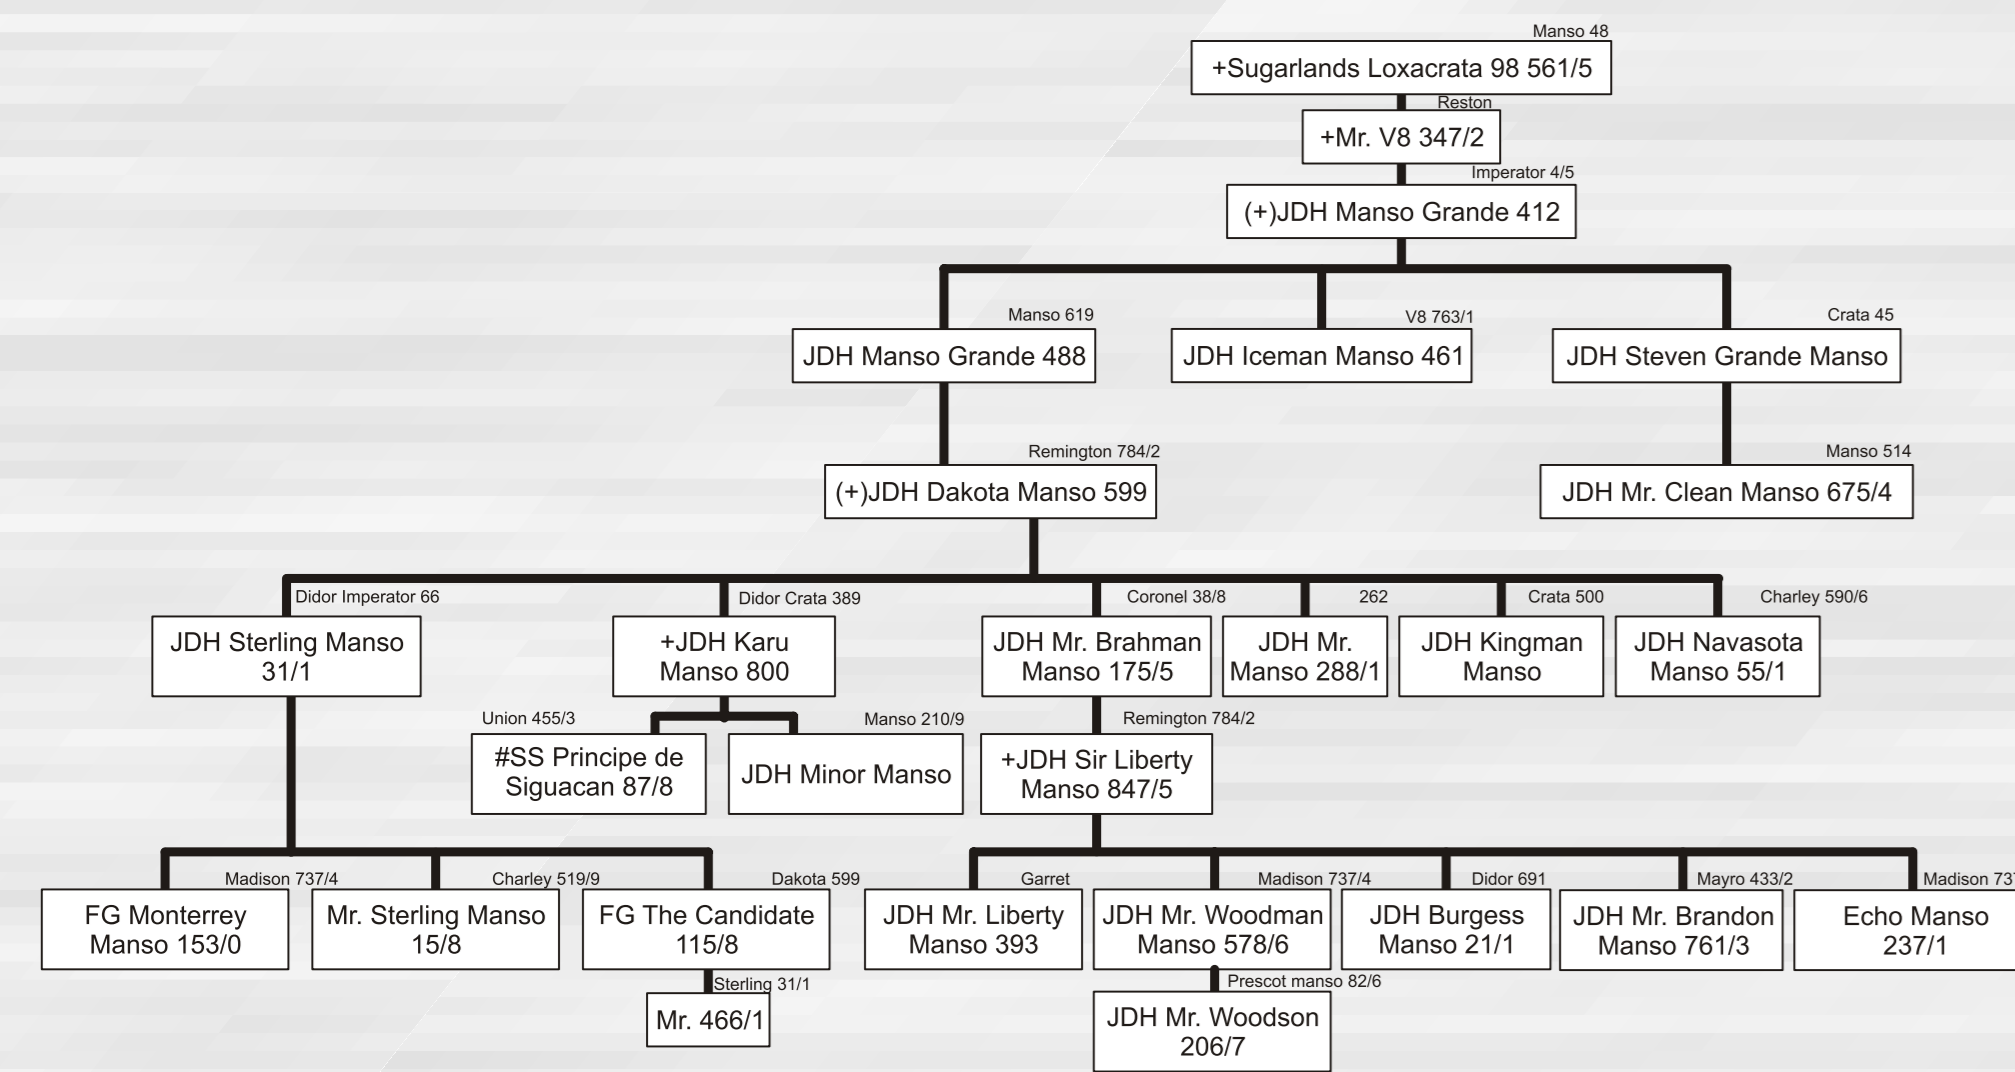 Manso 48
+Sugarlands Loxacrata 98 561/5
Reston
+Mr. V8 347/2
Imperator 4/5
(+)JDH Manso Grande 412
Manso 619
V8 763/1
Crata 45
JDH Manso Grande 488
JDH Iceman Manso 461
JDH Steven Grande Manso
Remington 784/2
Manso 514
(+)JDH Dakota Manso 599
JDH Mr. Clean Manso 675/4
Didor Imperator 66
Didor Crata 389
Coronel 38/8
262
Crata 500
Charley 590/6
JDH Sterling Manso
31/1
+JDH Karu
Manso 800
JDH Mr. Brahman
Manso 175/5
JDH Mr.
Manso 288/1
JDH Kingman
Manso
JDH Navasota
Manso 55/1
Union 455/3
Manso 210/9
Remington 784/2
#SS Principe de
Siguacan 87/8
JDH Minor Manso
+JDH Sir Liberty
Manso 847/5
Madison 737/4
Charley 519/9
Dakota 599
Garret
Madison 737/4
Didor 691
Mayro 433/2
Madison 73
FG Monterrey
Manso 153/0
Mr. Sterling Manso
15/8
FG The Candidate
115/8
JDH Mr. Liberty
Manso 393
JDH Mr. Woodman
Manso 578/6
JDH Burgess
Manso 21/1
JDH Mr. Brandon
Manso 761/3
Echo Manso
237/1
Sterling 31/1
Prescot manso 82/6
Mr. 466/1
JDH Mr. Woodson
206/7